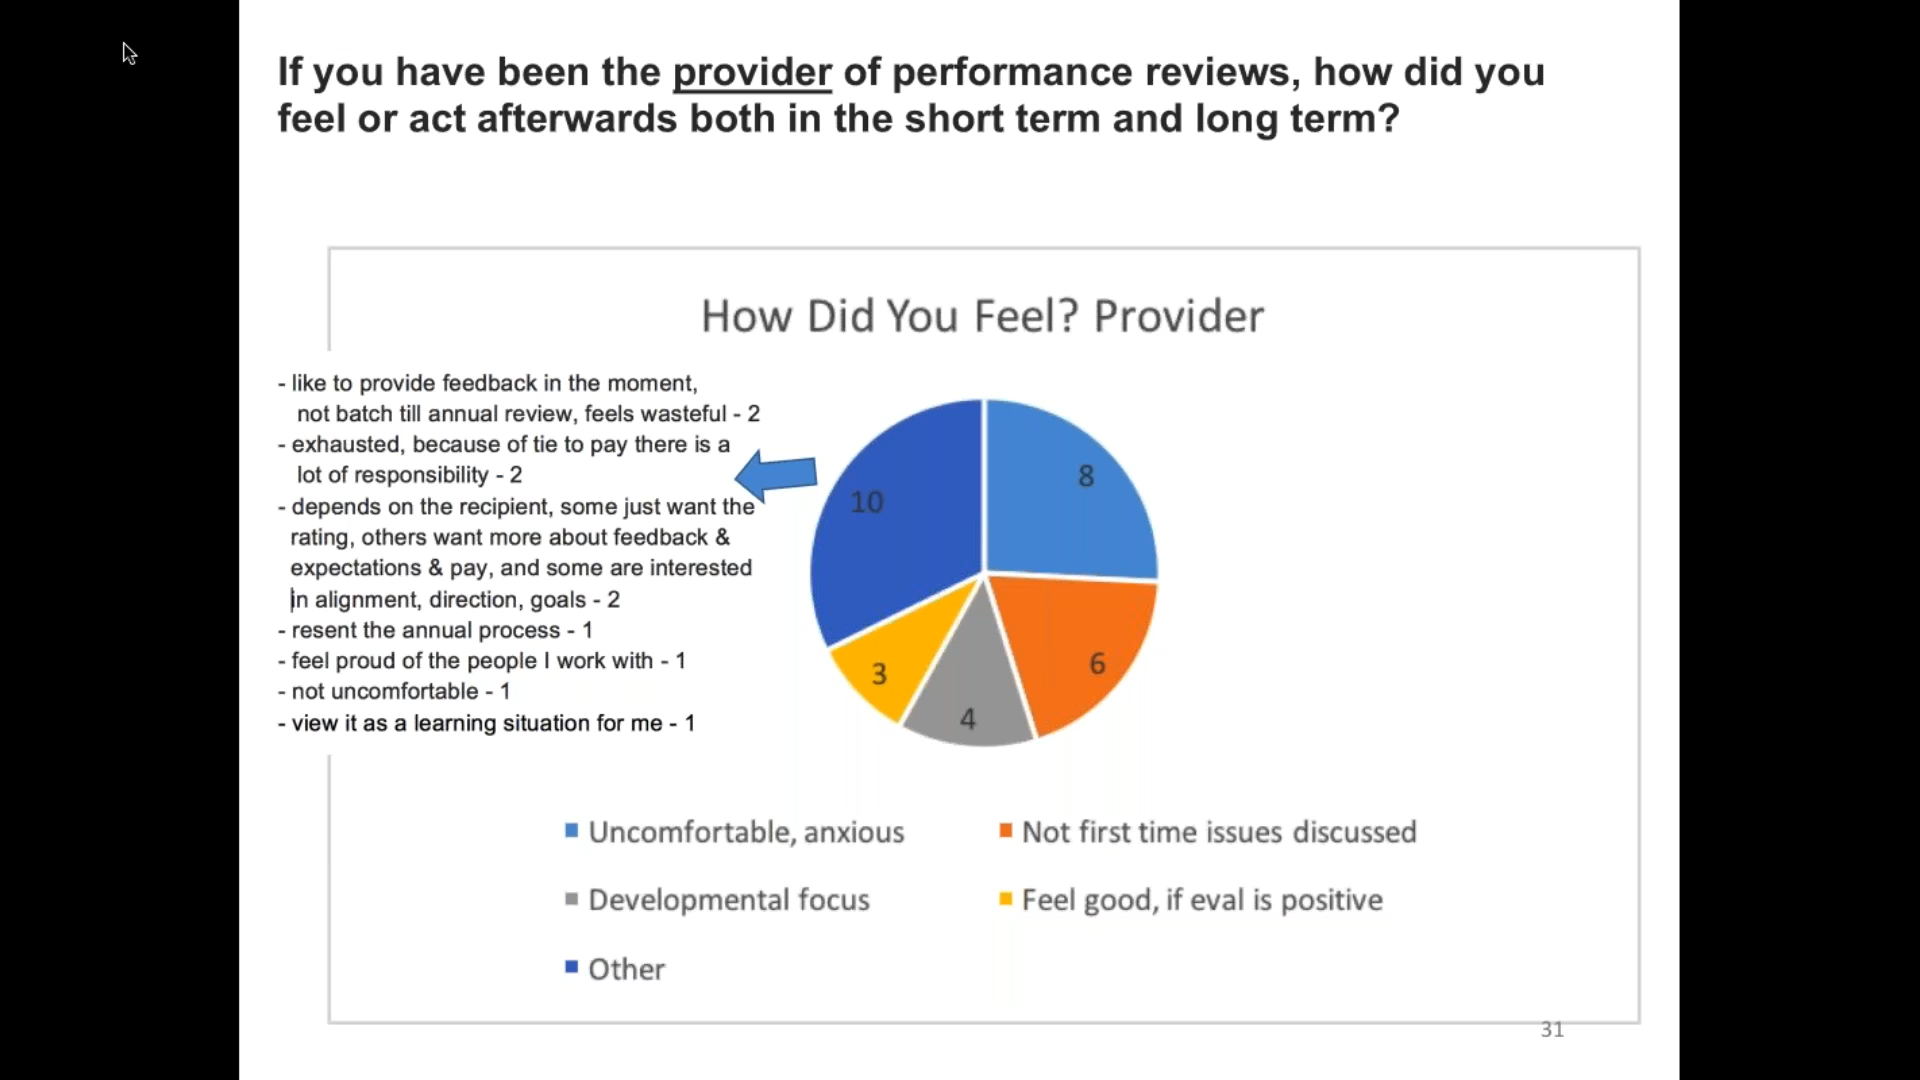 If you have been the provider of performance reviews, how did you
feel or act afterwards both in the short term and long term?
How Did You Feel? Provider
- like to provide feedback in the moment,
not batch till annual review, feels wasteful - 2
- exhausted, because of tie to pay there is a
lot of responsibility - 2
- depends on the recipient, some just want the
rating, others want more about feedback &
expectations & pay, and some are interested
in alignment, direction, goals - 2
- resent the annual process - 1
- feel proud of the people I work with - 1
- not uncomfortable - 1
- view it as a learning situation for me - 1
10
8
6
4
3
Uncomfortable, anxious
Not first time issues discussed
Developmental focus
Feel good, if eval is positive
Other
31